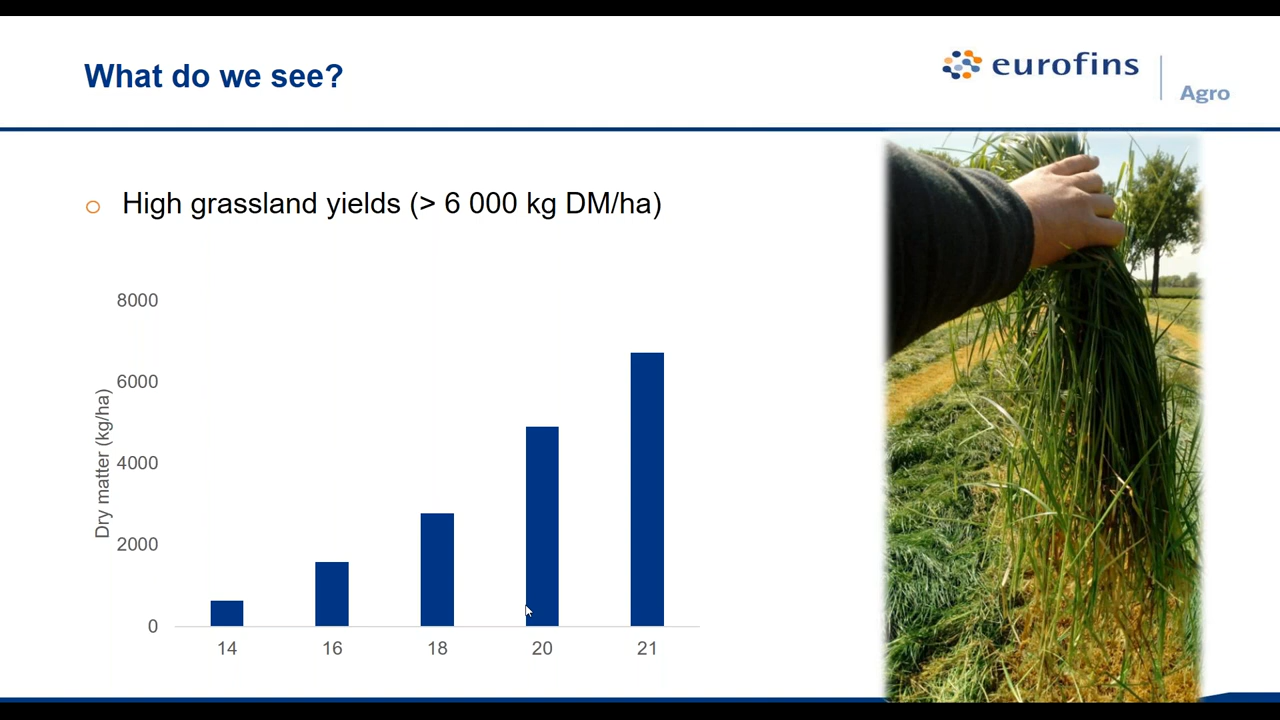 What do we see?
eurofins
Agro
High grassland yields (> 6 000 kg DM/ha)
Dry matter (kg/ha)
8000
6000
4000
2000
0
14 16 18 20 21